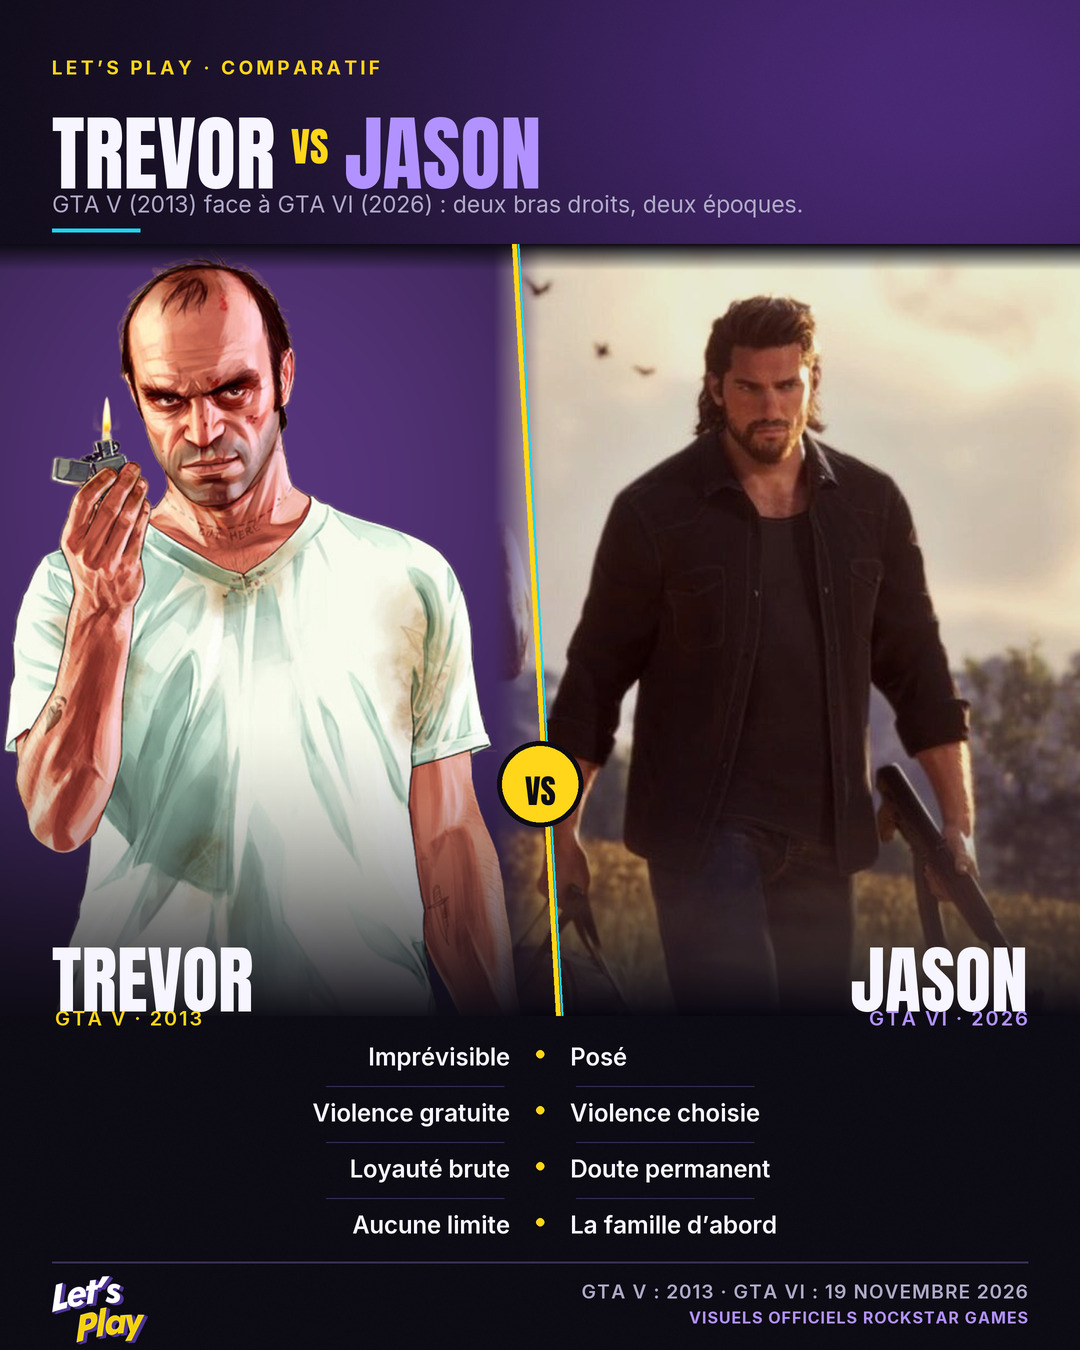 LET’S PLAY · COMPARATIF
TREVOR VS JASON
GTA V (2013) face à GTA VI (2026) : deux bras droits, deux époques.
VS
TREVOR
GTA V · 2013
JASON
GTA VI · 2026
Imprévisible • Posé
Violence gratuite • Violence choisie
Loyauté brute • Doute permanent
Aucune limite • La famille d’abord
Let's
Play
GTA V : 2013 · GTA VI : 19 NOVEMBRE 2026
VISUELS OFFICIELS ROCKSTAR GAMES